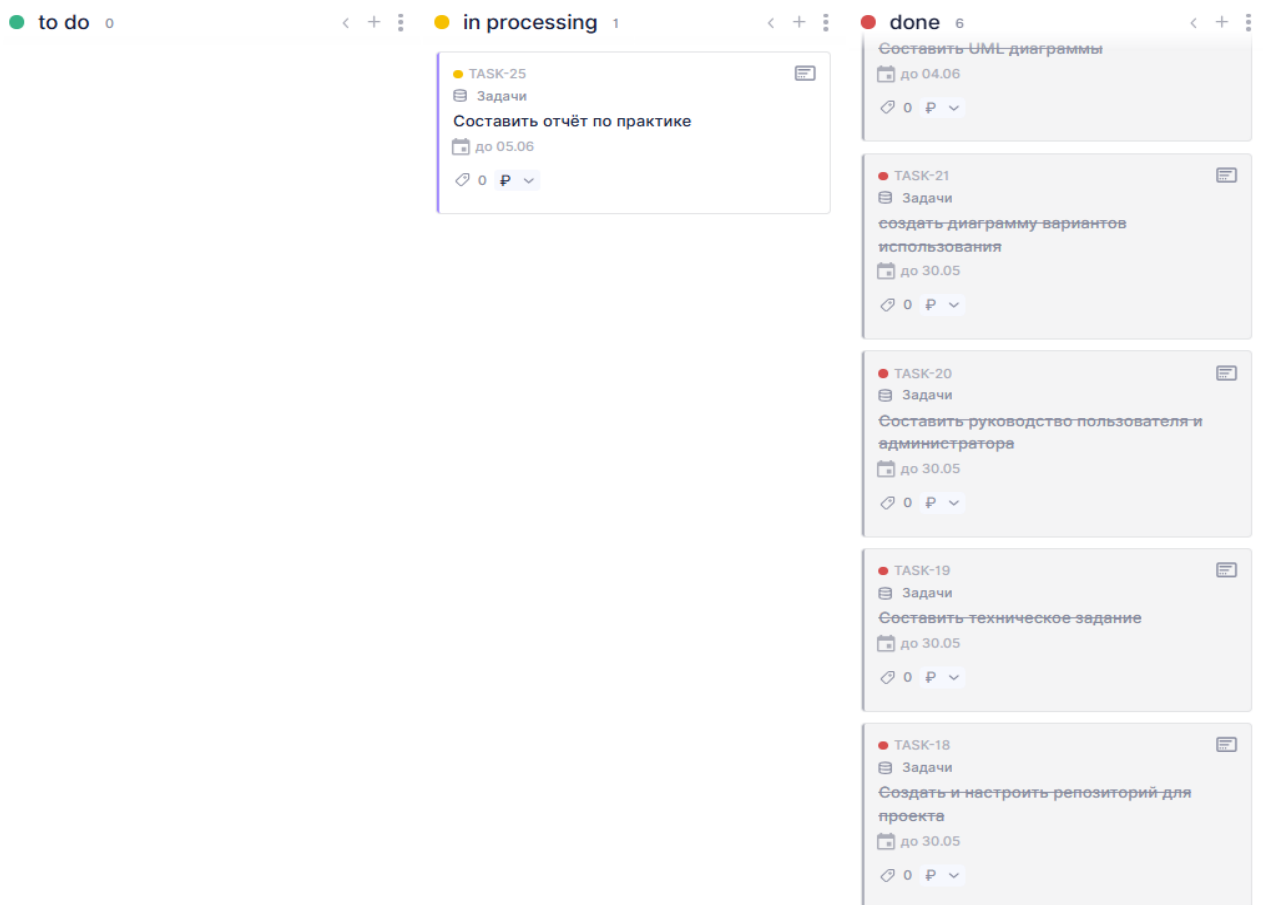 to do 0
in processing 1
TASK-25
Задачи
Составить отчёт по практике
до 05.06
0 ₽
done 6
Составить UML диаграммы
до 04.06
0 ₽
TASK-21
Задачи
создать диаграмму вариантов
использования
до 30.05
0 ₽
TASK-20
Задачи
Составить руководство пользователя и
администратора
до 30.05
0 ₽
TASK-19
Задачи
Составить техническое задание
до 30.05
0 ₽
TASK-18
Задачи
Создать и настроить репозиторий для
проекта
до 30.05
0 ₽